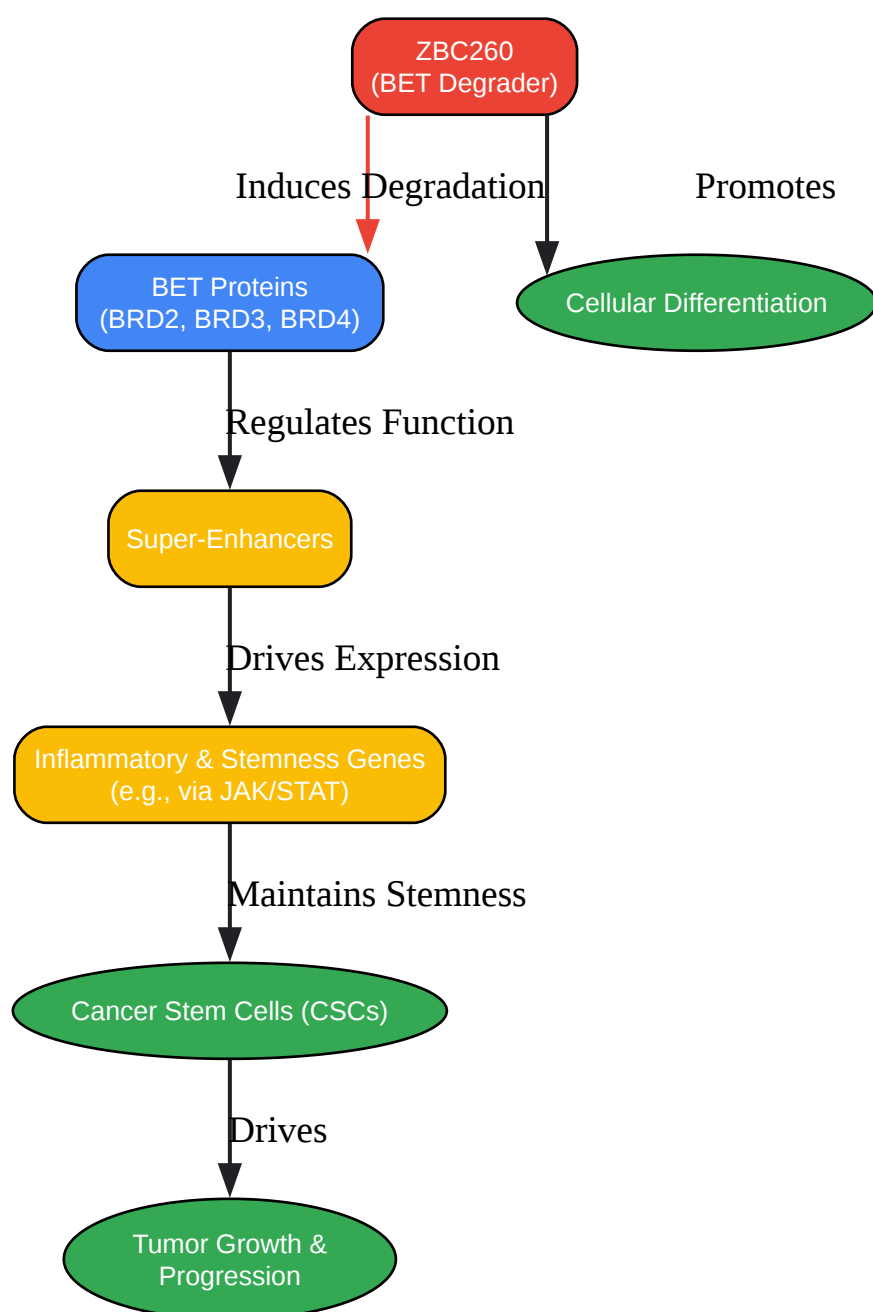 ZBC260
(BET Degrader)
Induces Degradation
Promotes
BET Proteins
(BRD2, BRD3, BRD4)
Cellular Differentiation
Regulates Function
Super-Enhancers
Drives Expression
Inflammatory & Stemness Genes
(e.g., via JAK/STAT)
Maintains Stemness
Cancer Stem Cells (CSCs)
Drives
Tumor Growth &
Progression